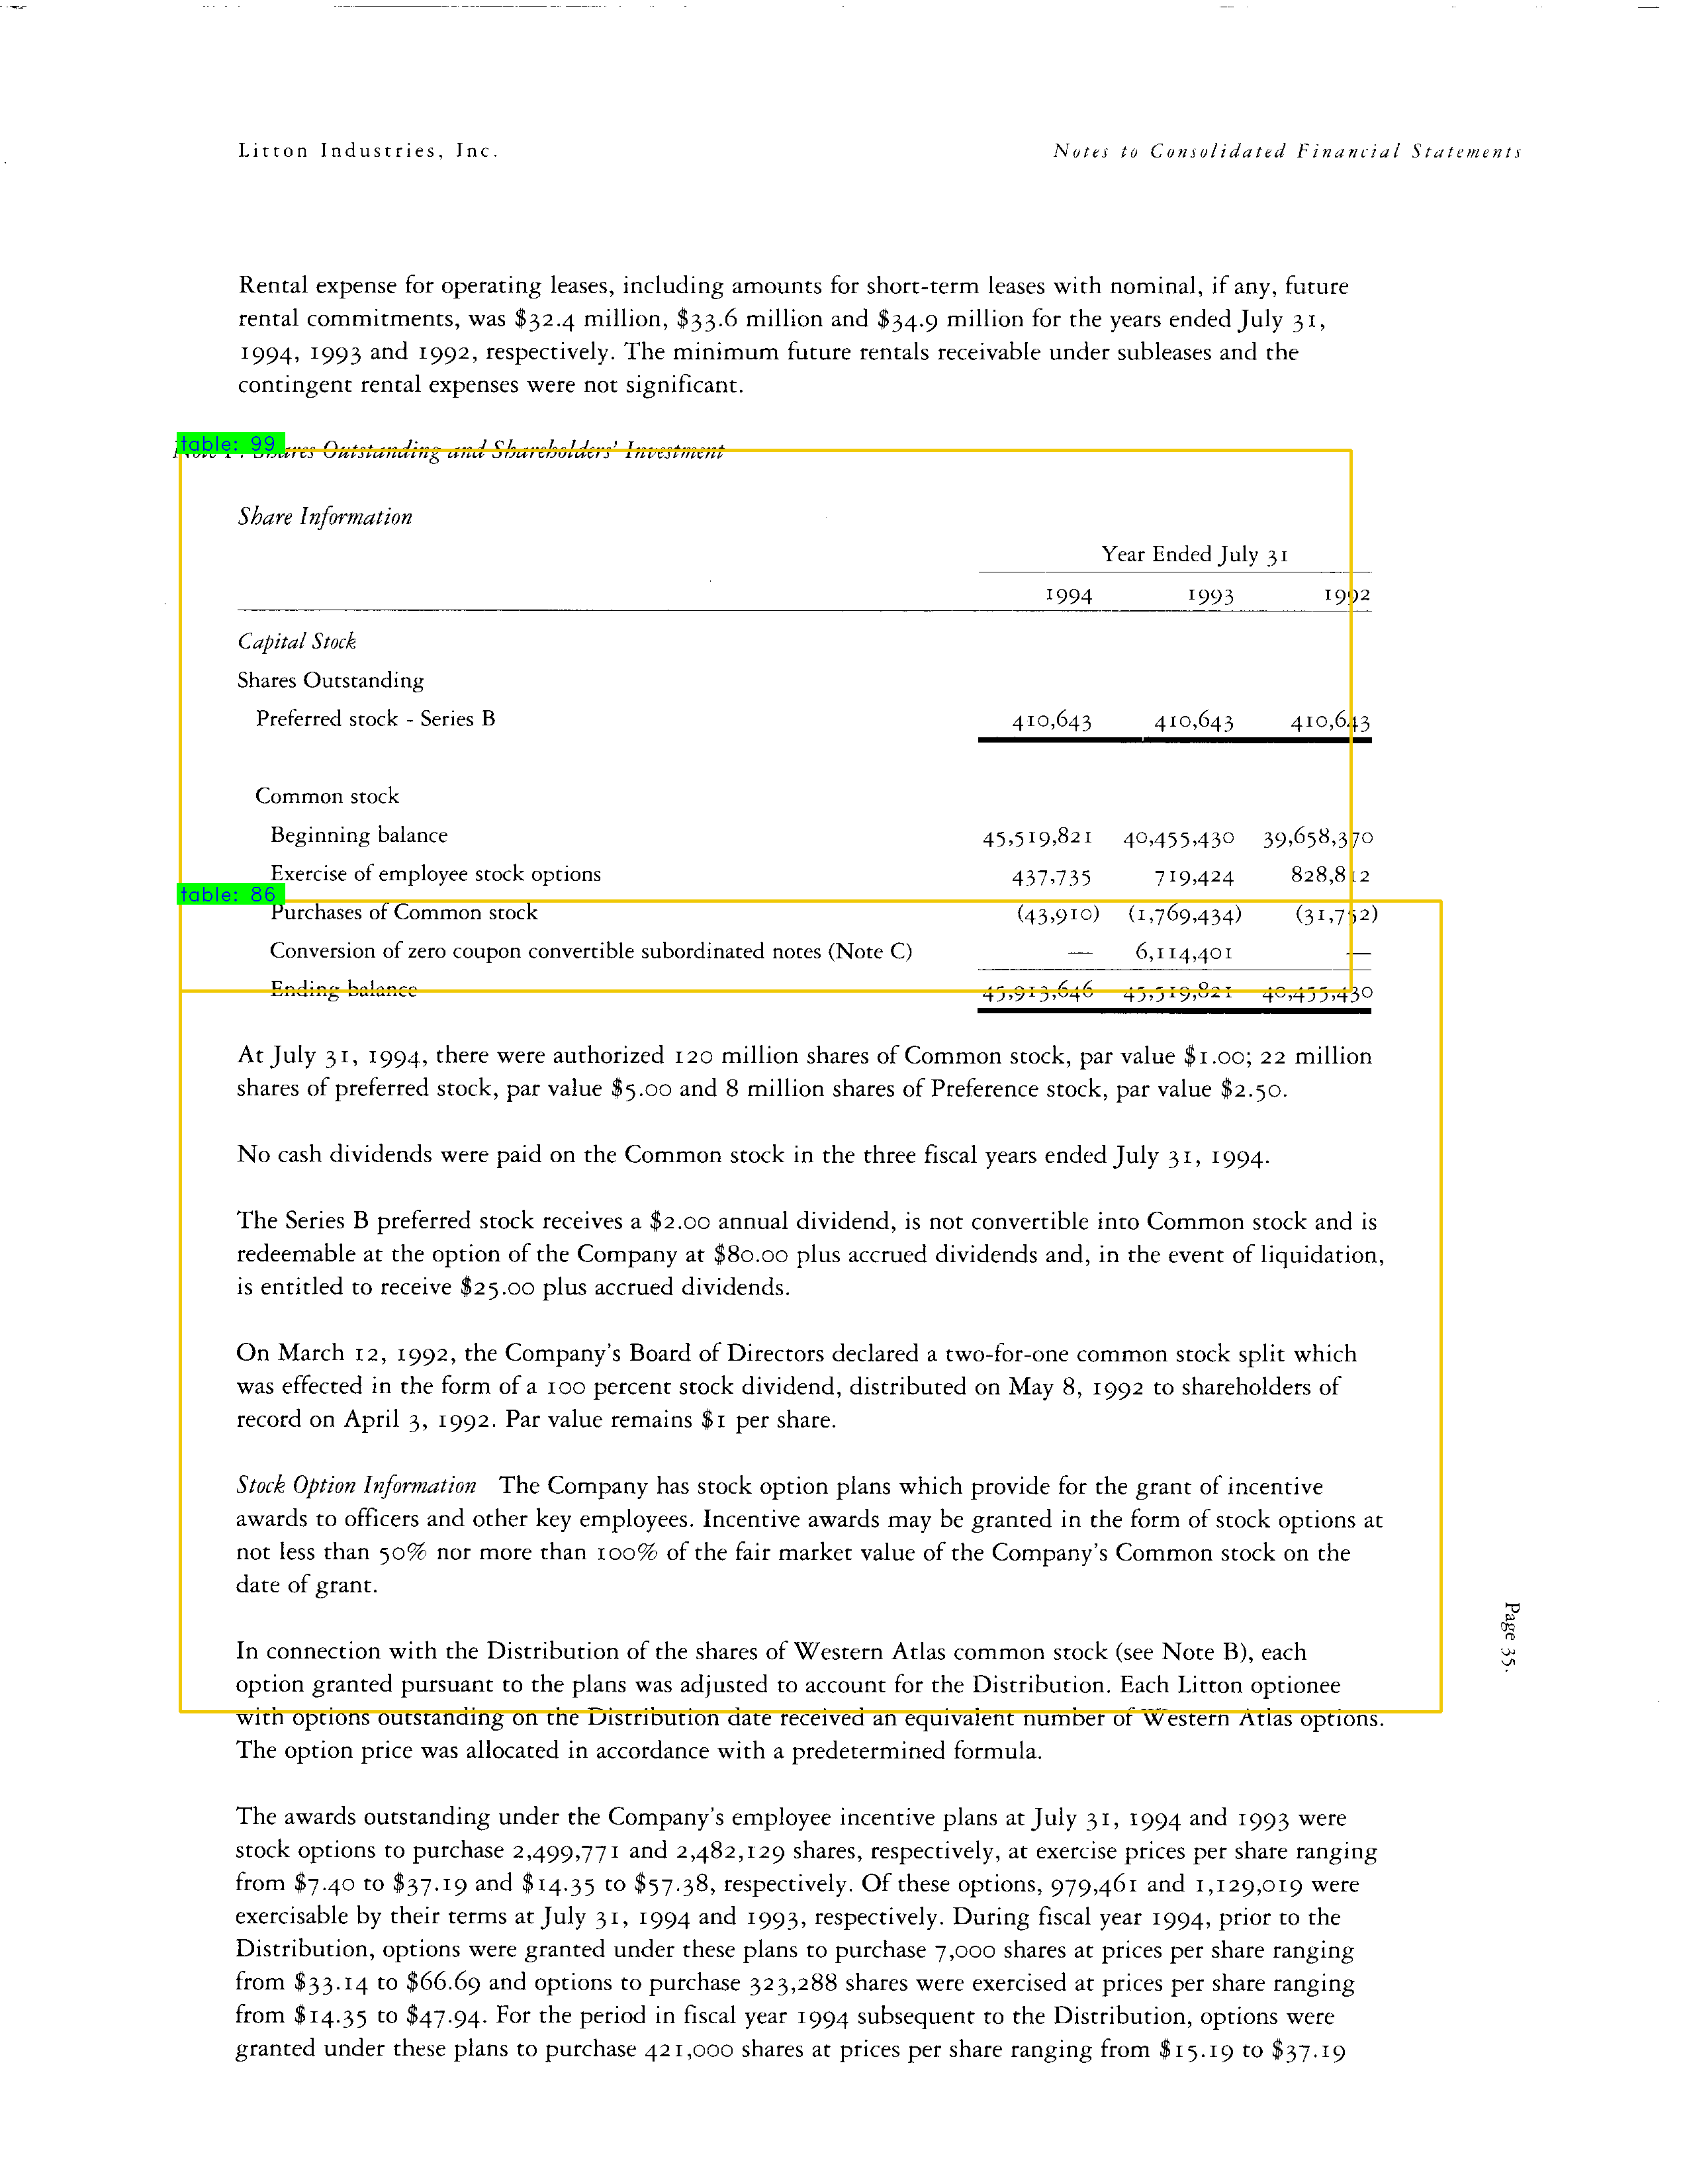 Litton Industries, Inc.
Notes to Consolidated Financial Statements
Rental expense for operating leases, including amounts for short-term leases with nominal, if any, future
rental commitments, was $32.4 million, $33.6 million and $34.9 million for the years ended July 31,
1994, 1993 and 1992, respectively. The minimum future rentals receivable under subleases and the
contingent rental expenses were not significant.
table: 99
Outstanding and Shareholders' Investment
Share Information
Year Ended July 31
1994 1993 1992
Capital Stock
Shares Outstanding
Preferred stock - Series B 410,643 410,643 410,643
Common stock
Beginning balance 45,519,821 40,455,430 39,658,370
Exercise of employee stock options 437,735 719,424 828,812
table: 86
Purchases of Common stock (43,910) (1,769,434) (31,752)
Conversion of zero coupon convertible subordinated notes (Note C) — 6,114,401 —
Ending balance 45,913,646 45,519,821 40,455,430
At July 31, 1994, there were authorized 120 million shares of Common stock, par value $1.00; 22 million
shares of preferred stock, par value $5.00 and 8 million shares of Preference stock, par value $2.50.
No cash dividends were paid on the Common stock in the three fiscal years ended July 31, 1994.
The Series B preferred stock receives a $2.00 annual dividend, is not convertible into Common stock and is
redeemable at the option of the Company at $80.00 plus accrued dividends and, in the event of liquidation,
is entitled to receive $25.00 plus accrued dividends.
On March 12, 1992, the Company's Board of Directors declared a two-for-one common stock split which
was effected in the form of a 100 percent stock dividend, distributed on May 8, 1992 to shareholders of
record on April 3, 1992. Par value remains $1 per share.
Stock Option Information The Company has stock option plans which provide for the grant of incentive
awards to officers and other key employees. Incentive awards may be granted in the form of stock options at
not less than 50% nor more than 100% of the fair market value of the Company's Common stock on the
date of grant.
In connection with the Distribution of the shares of Western Atlas common stock (see Note B), each
option granted pursuant to the plans was adjusted to account for the Distribution. Each Litton optionee
with options outstanding on the Distribution date received an equivalent number of Western Atlas options.
The option price was allocated in accordance with a predetermined formula.
The awards outstanding under the Company's employee incentive plans at July 31, 1994 and 1993 were
stock options to purchase 2,499,771 and 2,482,129 shares, respectively, at exercise prices per share ranging
from $7.40 to $37.19 and $14.35 to $57.38, respectively. Of these options, 979,461 and 1,129,019 were
exercisable by their terms at July 31, 1994 and 1993, respectively. During fiscal year 1994, prior to the
Distribution, options were granted under these plans to purchase 7,000 shares at prices per share ranging
from $33.14 to $66.69 and options to purchase 323,288 shares were exercised at prices per share ranging
from $14.35 to $47.94. For the period in fiscal year 1994 subsequent to the Distribution, options were
granted under these plans to purchase 421,000 shares at prices per share ranging from $15.19 to $37.19
Page 35.